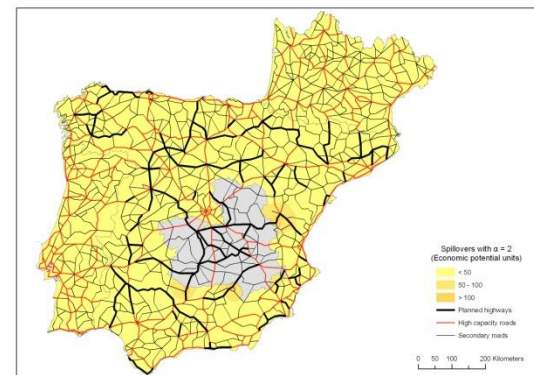 Spillovers with α = 2
(Economic potential units)
< 50
50 - 100
> 100
Planned highways
High capacity roads
Secondary roads
0 50 100 200 Kilometers